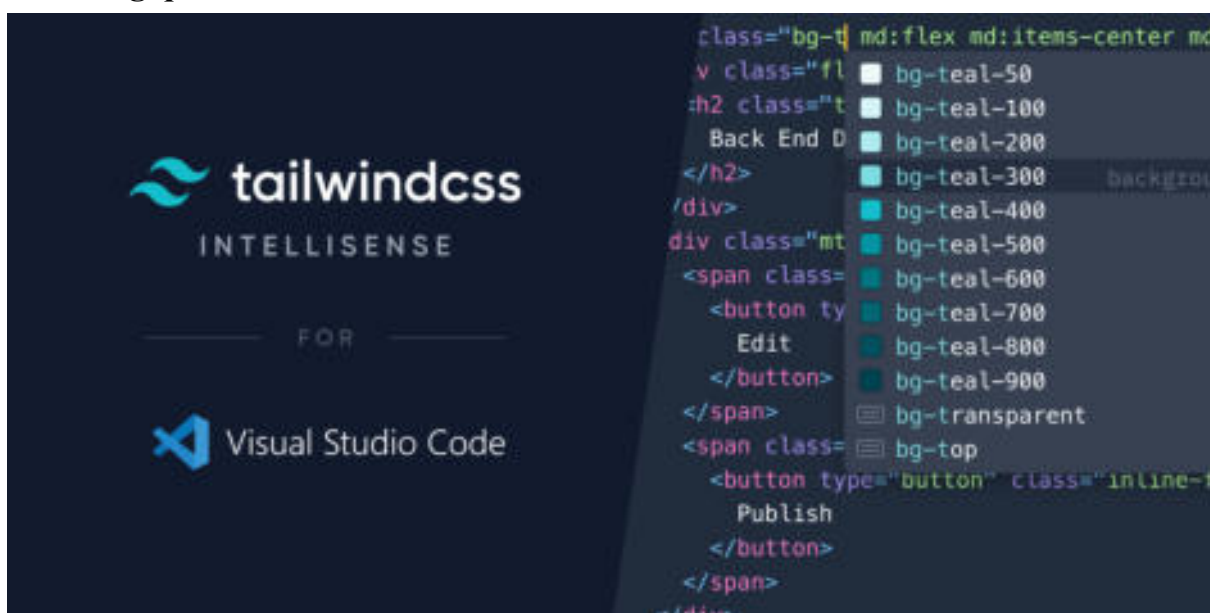 tailwindcss
INTELLISENSE
FOR
Visual Studio Code
class="bg-t md:flex md:items-center
class="fl
h2 class="t
Back End D
</h2>
/div>
div class="mt
<span class=
<button ty
Edit
</button>
</span>
<span class=
<button type="button" class="inline-f
Publish
</button>
</span>
bg-teal-50
bg-teal-100
bg-teal-200
bg-teal-300
bg-teal-400
bg-teal-500
bg-teal-600
bg-teal-700
bg-teal-800
bg-teal-900
bg-transparent
bg-top